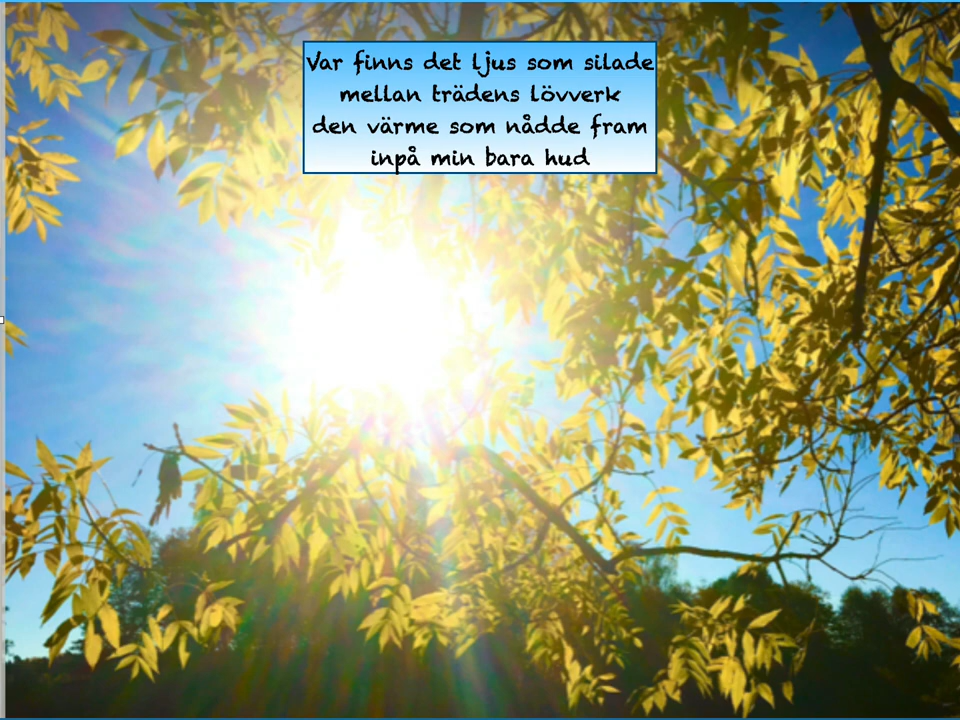 Var finns det ljus som silade
mellan trädens lövverk
den värme som nådde fram
inpå min bara hud